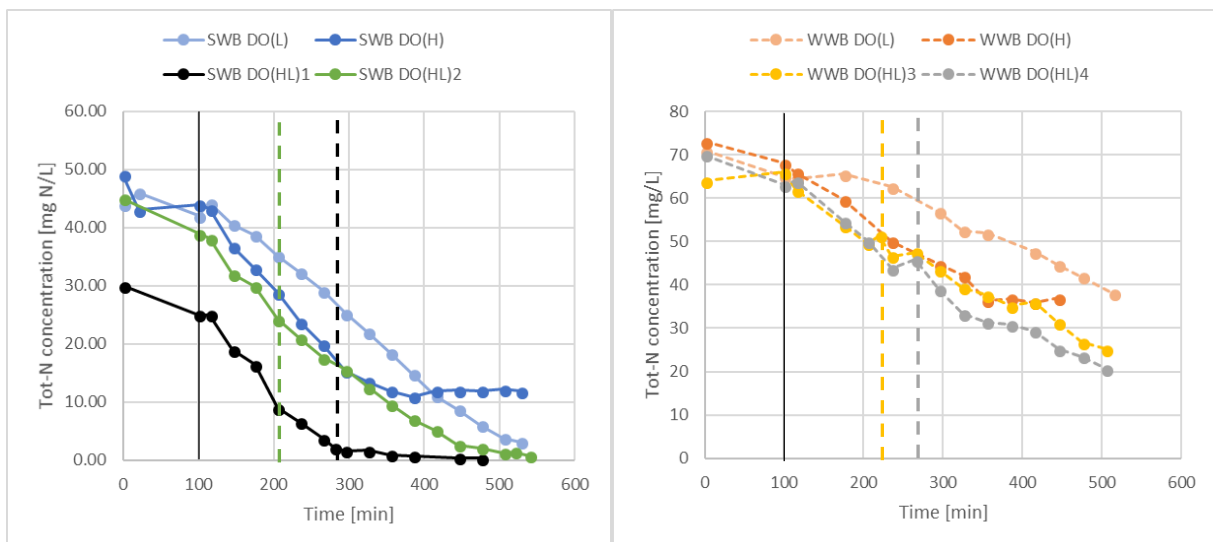 SWB DO(L) SWB DO(H)
SWB DO(HL)1 SWB DO(HL)2
60.00
50.00
40.00
30.00
20.00
10.00
0.00
Tot-N concentration [mg N/L]
0 100 200 300 400 500 600
Time [min]
WWB DO(L) WWB DO(H)
WWB DO(HL)3 WWB DO(HL)4
80
70
60
50
40
30
20
10
0
Tot-N concentration [mg/L]
0 100 200 300 400 500 600
Time [min]